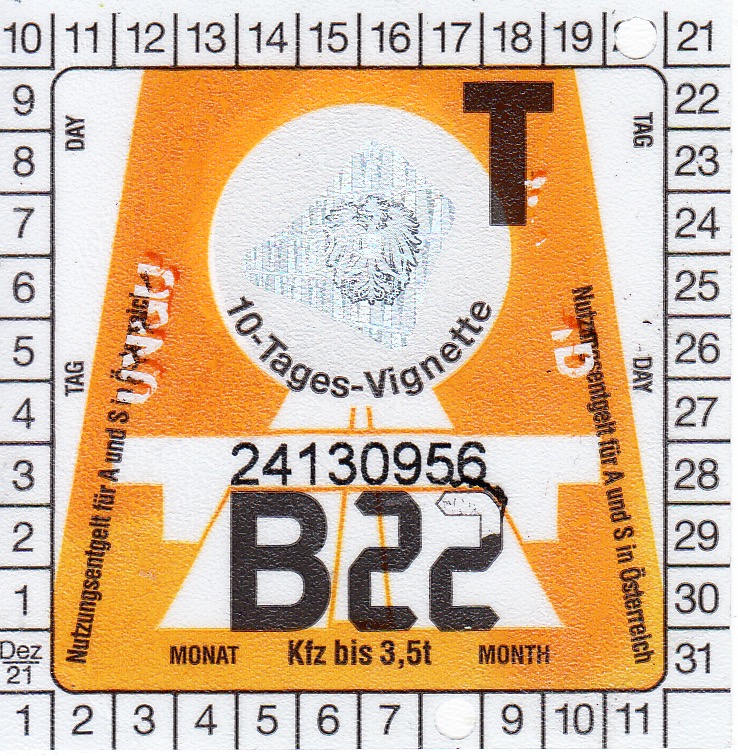 10 11 12 13 14 15 16 17 18 19 21
9 22
8 23
7 24
6 25
5 26
4 27
3 28
2 29
1 30
Dez 21 31
1 2 3 4 5 6 7 9 10 11
DAY
TAG
T
10-Tages-Vignette
TAG
DAY
Nutzungsentgelt für A und S in Österreich
Nutzungsentgelt für A und S in Österreich
24130956
B22
MONAT Kfz bis 3,5t MONTH